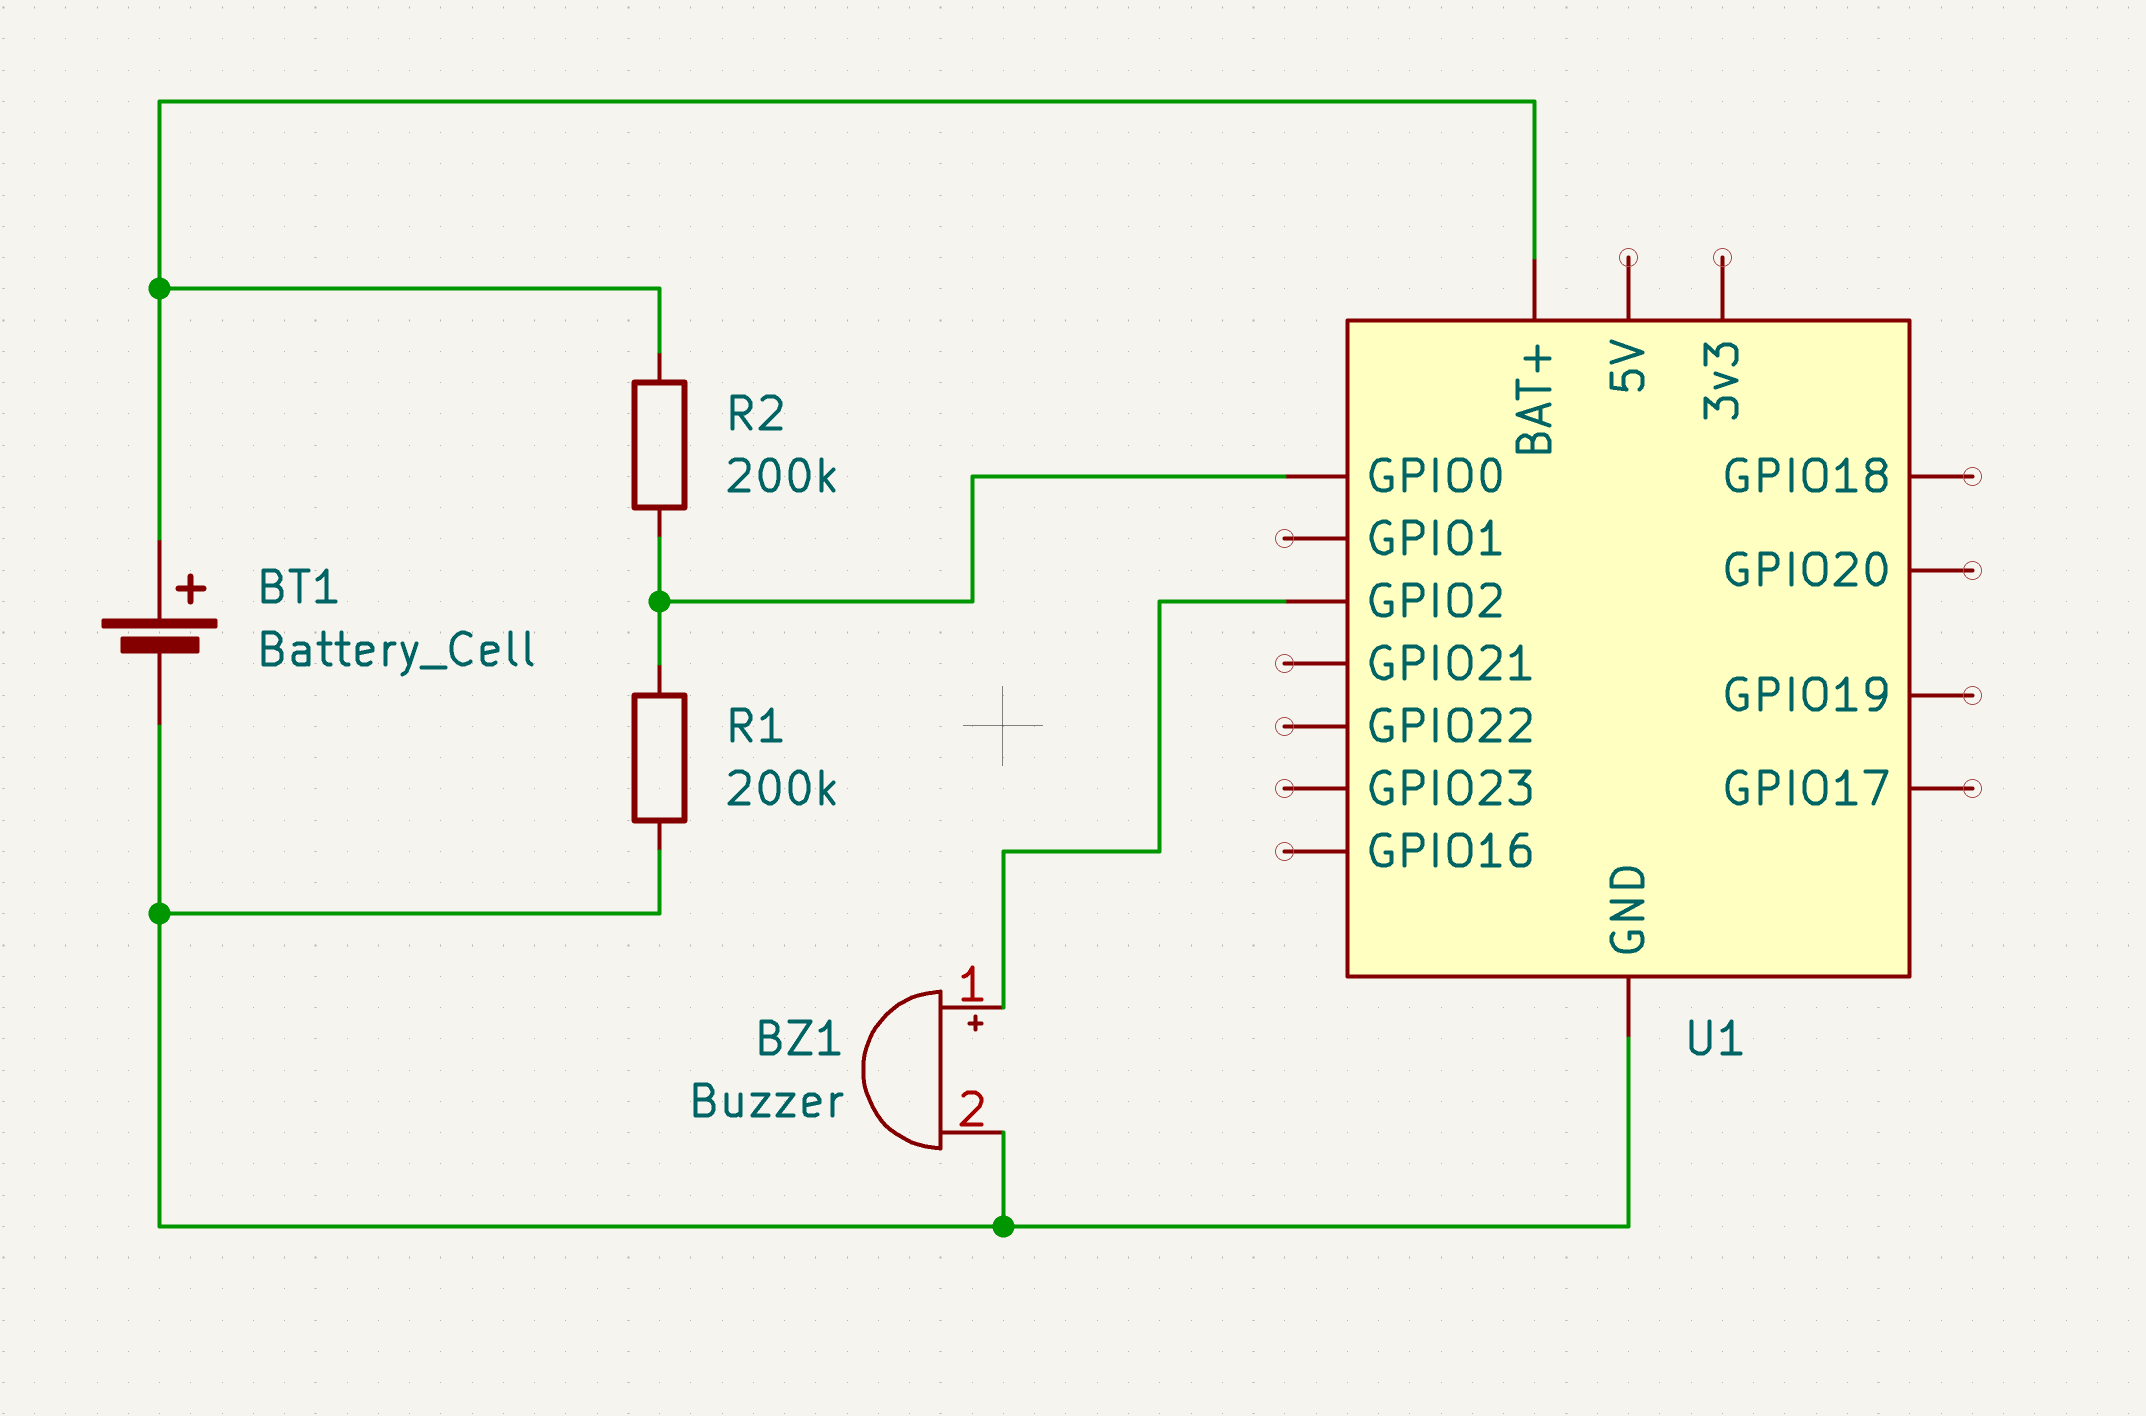 BAT+
5V
3v3
R2
200k
GPIO0
GPIO18
GPIO1
GPIO20
BT1
+
Battery_Cell
GPIO2
GPIO21
GPIO19
R1
200k
GPIO22
GPIO23
GPIO17
GPIO16
GND
1
+
BZ1
Buzzer
2
U1